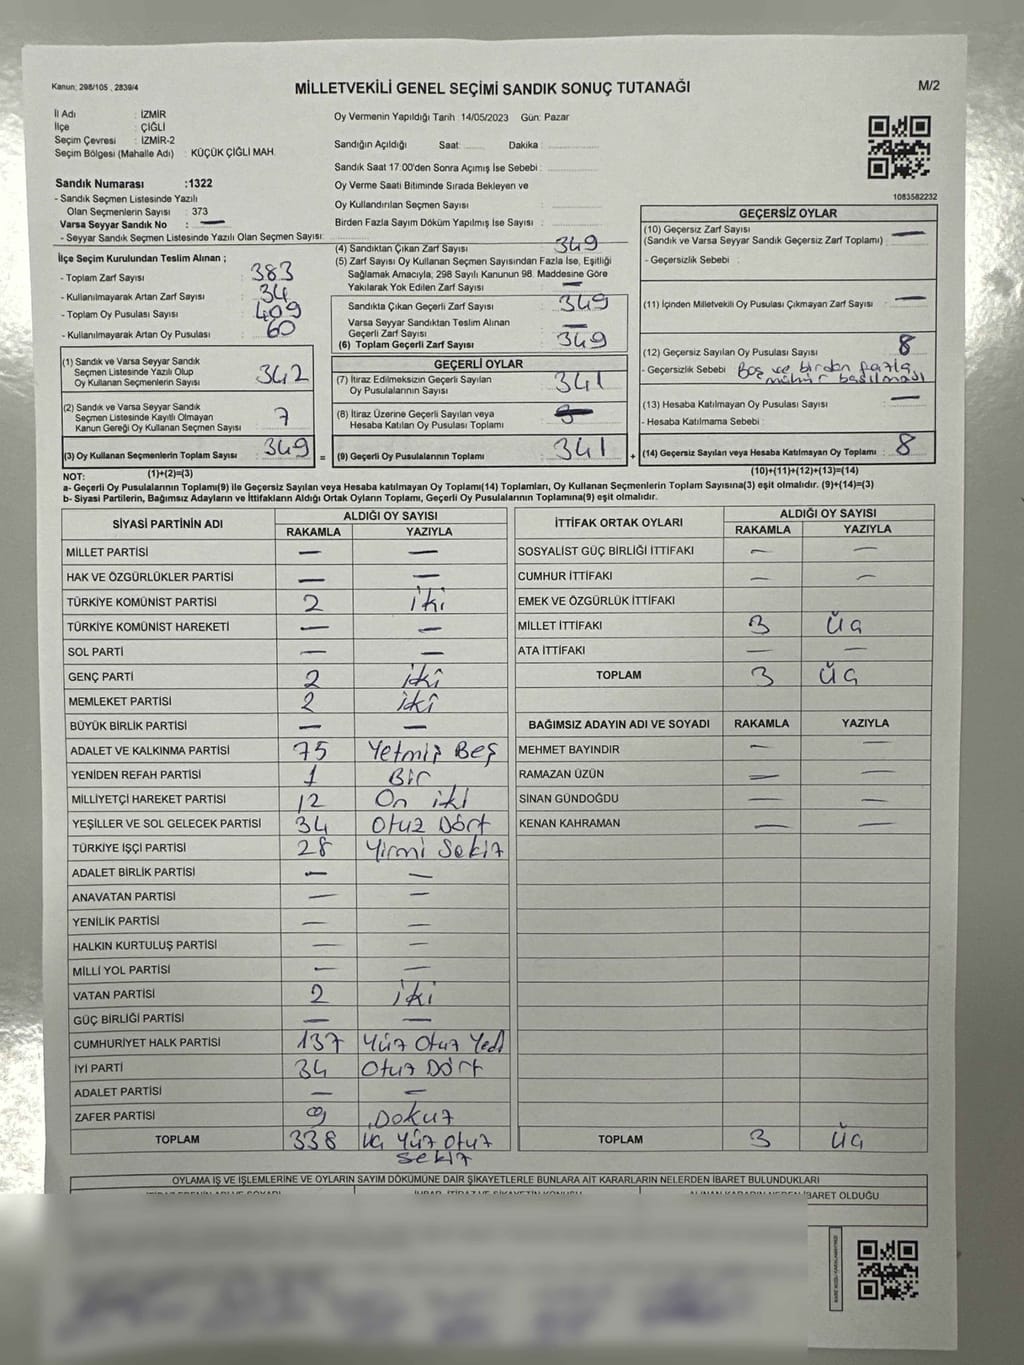 Kanun: 298/105 , 2839/4
MİLLETVEKİLİ GENEL SEÇİMİ SANDIK SONUÇ TUTANAĞI
M/2
İl Adı : İZMİR
İlçe : ÇİĞLİ
Seçim Çevresi : İZMİR-2
Seçim Bölgesi (Mahalle Adı) : KÜÇÜK ÇİĞLİ MAH.
Sandık Numarası :1322
- Sandık Seçmen Listesinde Yazılı
Olan Seçmenlerin Sayısı : 373
Varsa Seyyar Sandık No : —
- Seyyar Sandık Seçmen Listesinde Yazılı Olan Seçmen Sayısı:
İlçe Seçim Kurulundan Teslim Alınan ;
- Toplam Zarf Sayısı : 383
- Kullanılmayarak Artan Zarf Sayısı : 34
- Toplam Oy Pusulası Sayısı : 409
- Kullanılmayarak Artan Oy Pusulası : 60
(1) Sandık ve Varsa Seyyar Sandık
Seçmen Listesinde Yazılı Olup
Oy Kullanan Seçmenlerin Sayısı : 342
(2) Sandık ve Varsa Seyyar Sandık
Seçmen Listesinde Kayıtlı Olmayan
Kanun Gereği Oy Kullanan Seçmen Sayısı : 7
(3) Oy Kullanan Seçmenlerin Toplam Sayısı : 349
Oy Vermenin Yapıldığı Tarih :14/05/2023 Gün: Pazar
Sandığın Açıldığı Saat: Dakika :
Sandık Saat 17:00'den Sonra Açımış İse Sebebi :
Oy Verme Saati Bitiminde Sırada Bekleyen ve
Oy Kullandırılan Seçmen Sayısı :
Birden Fazla Sayım Döküm Yapılmış İse Sayısı :
(4) Sandıktan Çıkan Zarf Sayısı : 349
(5) Zarf Sayısı Oy Kullanan Seçmen Sayısından Fazla İse, Eşitliği
Sağlamak Amacıyla, 298 Sayılı Kanunun 98. Maddesine Göre
Yakılarak Yok Edilen Zarf Sayısı : —
Sandıkta Çıkan Geçerli Zarf Sayısı : 349
Varsa Seyyar Sandıktan Teslim Alınan
Geçerli Zarf Sayısı : —
(6) Toplam Geçerli Zarf Sayısı : 349
GEÇERLİ OYLAR
(7) İtiraz Edilmeksizin Geçerli Sayılan
Oy Pusulalarının Sayısı : 341
(8) İtiraz Üzerine Geçerli Sayılan veya
Hesaba Katılan Oy Pusulası Toplamı :
= (9) Geçerli Oy Pusulalarının Toplamı : 341
1083582232
GEÇERSİZ OYLAR
(10) Geçersiz Zarf Sayısı
(Sandık ve Varsa Seyyar Sandık Geçersiz Zarf Toplamı) : —
- Geçersizlik Sebebi :
(11) İçinden Milletvekili Oy Pusulası Çıkmayan Zarf Sayısı : —
(12) Geçersiz Sayılan Oy Pusulası Sayısı : 8
- Geçersizlik Sebebi : Boş ve birden fazla
mühür basılması
(13) Hesaba Katılmayan Oy Pusulası Sayısı : —
- Hesaba Katılmama Sebebi :
+ (14) Geçersiz Sayılan veya Hesaba Katılmayan Oy Toplamı : 8
NOT: (1)+(2)=(3) (10)+(11)+(12)+(13)=(14)
a- Geçerli Oy Pusulalarının Toplamı(9) ile Geçersiz Sayılan veya Hesaba Katılmayan Oy Toplamı(14) Toplamları, Oy Kullanan Seçmenlerin Toplam Sayısına(3) eşit olmalıdır. (9)+(14)=(3)
b- Siyasi Partilerin, Bağımsız Adayların ve İttifakların Aldığı Ortak Oyların Toplamı, Geçerli Oy Pusulalarının Toplamına(9) eşit olmalıdır.
SİYASİ PARTİNİN ADI ALDIĞI OY SAYISI
RAKAMLA YAZIYLA
MİLLET PARTİSİ — —
HAK VE ÖZGÜRLÜKLER PARTİSİ — —
TÜRKİYE KOMÜNİST PARTİSİ 2 iki
TÜRKİYE KOMÜNİST HAREKETİ — —
SOL PARTİ — —
GENÇ PARTİ 2 iki
MEMLEKET PARTİSİ 2 iki
BÜYÜK BİRLİK PARTİSİ — —
ADALET VE KALKINMA PARTİSİ 75 Yetmiş Beş
YENİDEN REFAH PARTİSİ 1 Bir
MİLLİYETÇİ HAREKET PARTİSİ 12 On iki
YEŞİLLER VE SOL GELECEK PARTİSİ 34 Otuz Dört
TÜRKİYE İŞÇİ PARTİSİ 28 Yirmi Sekiz
ADALET BİRLİK PARTİSİ — —
ANAVATAN PARTİSİ — —
YENİLİK PARTİSİ — —
HALKIN KURTULUŞ PARTİSİ — —
MİLLİ YOL PARTİSİ — —
VATAN PARTİSİ 2 iki
GÜÇ BİRLİĞİ PARTİSİ — —
CUMHURİYET HALK PARTİSİ 137 Yüz Otuz Yedi
İYİ PARTİ 34 Otuz Dört
ADALET PARTİSİ — —
ZAFER PARTİSİ 9 Dokuz
TOPLAM 338 üç Yüz Otuz
Sekiz
İTTİFAK ORTAK OYLARI ALDIĞI OY SAYISI
RAKAMLA YAZIYLA
SOSYALİST GÜÇ BİRLİĞİ İTTİFAKI — —
CUMHUR İTTİFAKI — —
EMEK VE ÖZGÜRLÜK İTTİFAKI
MİLLET İTTİFAKI 3 üç
ATA İTTİFAKI — —
TOPLAM 3 üç
BAĞIMSIZ ADAYIN ADI VE SOYADI RAKAMLA YAZIYLA
MEHMET BAYINDIR — —
RAMAZAN ÜZÜN — —
SİNAN GÜNDOĞDU — —
KENAN KAHRAMAN — —
TOPLAM 3 üç
OYLAMA İŞ VE İŞLEMLERİNE VE OYLARIN SAYIM DÖKÜMÜNE DAİR ŞİKAYETLERLE BUNLARA AİT KARARLARIN NELERDEN İBARET BULUNDUKLARI
İBARET OLDUĞU